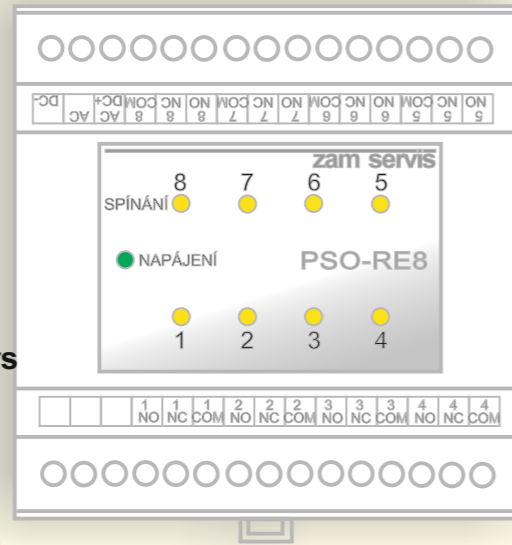 DC- DC+ COM NC NO COM NC NO COM NC NO COM NC NO
AC AC 8 8 8 7 7 7 6 6 6 5 5 5
zam servis
8 7 6 5
SPÍNÁNÍ
NAPÁJENÍ PSO-RE8
1 2 3 4
1 1 1 2 2 2 3 3 3 4 4 4
NO NC COM NO NC COM NO NC COM NO NC COM